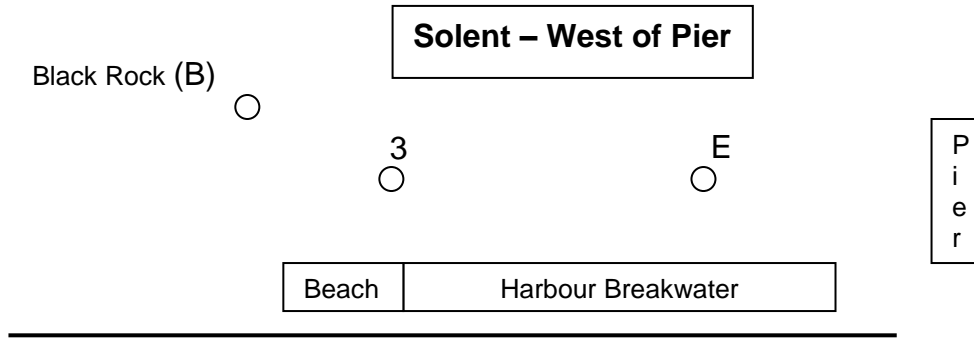 Solent – West of Pier
Black Rock (B)
3
E
P
i
e
r
Beach
Harbour Breakwater